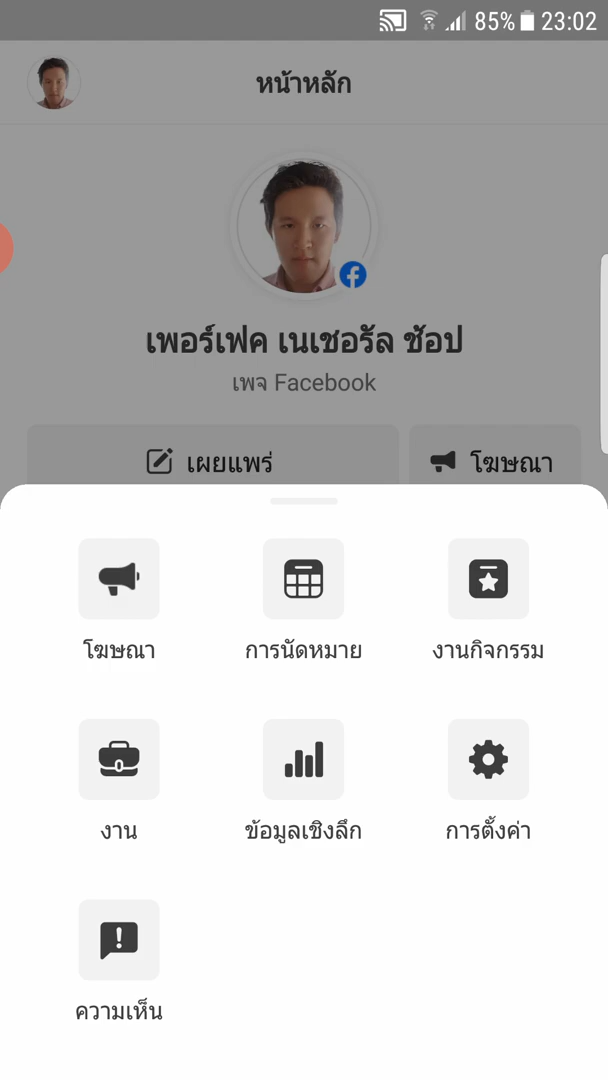 85% 23:02
หน้าหลัก
เพอร์เฟค เนเชอรัล ช้อป
เพจ Facebook
เผยแพร่ โฆษณา
โฆษณา การนัดหมาย งานกิจกรรม
งาน ข้อมูลเชิงลึก การตั้งค่า
ความเห็น